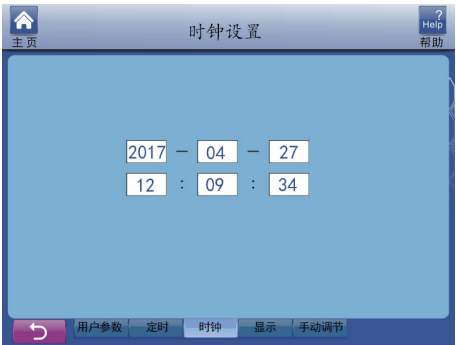 时钟设置
?
Help
主页
帮助
2017 - 04 - 27
12 : 09 : 34
用户参数 定时 时钟 显示 手动调节